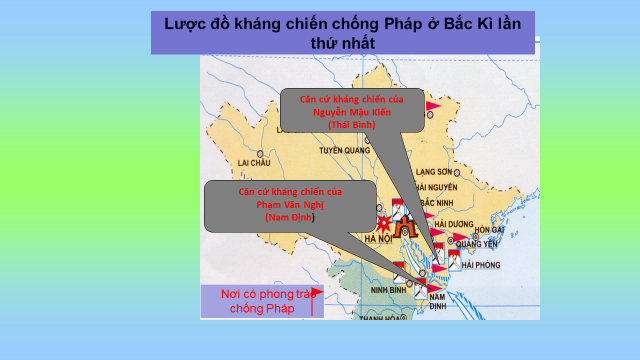 Lược đồ kháng chiến chống Pháp ở Bắc Kì lần
thứ nhất
Căn cứ kháng chiến của
Nguyễn Mậu Kiến
(Thái Bình)
TUYÊN QUANG
LAI CHÂU
LẠNG SƠN
HÁI NGUYÊN
BẮC NINH
Căn cứ kháng chiến của
Phạm Văn Nghị
(Nam Định)
HẢI DƯƠNG
HÒN GAI
HÀ NỘI
QUẢNG YÊN
HẢI PHÒNG
NINH BÌNH
NAM
ĐỊNH
Nơi có phong trào
chống Pháp
THANH HÓA